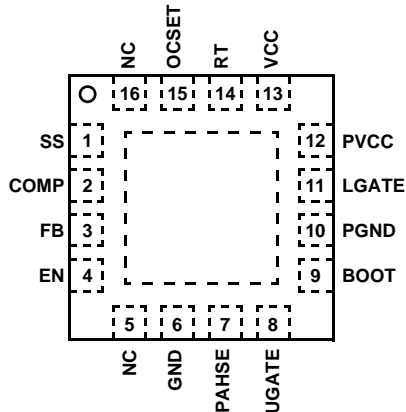 NC OCSET RT VCC
16 15 14 13
SS 1 12 PVCC
COMP 2 11 LGATE
FB 3 10 PGND
EN 4 9 BOOT
5 6 7 8
NC GND PAHSE UGATE